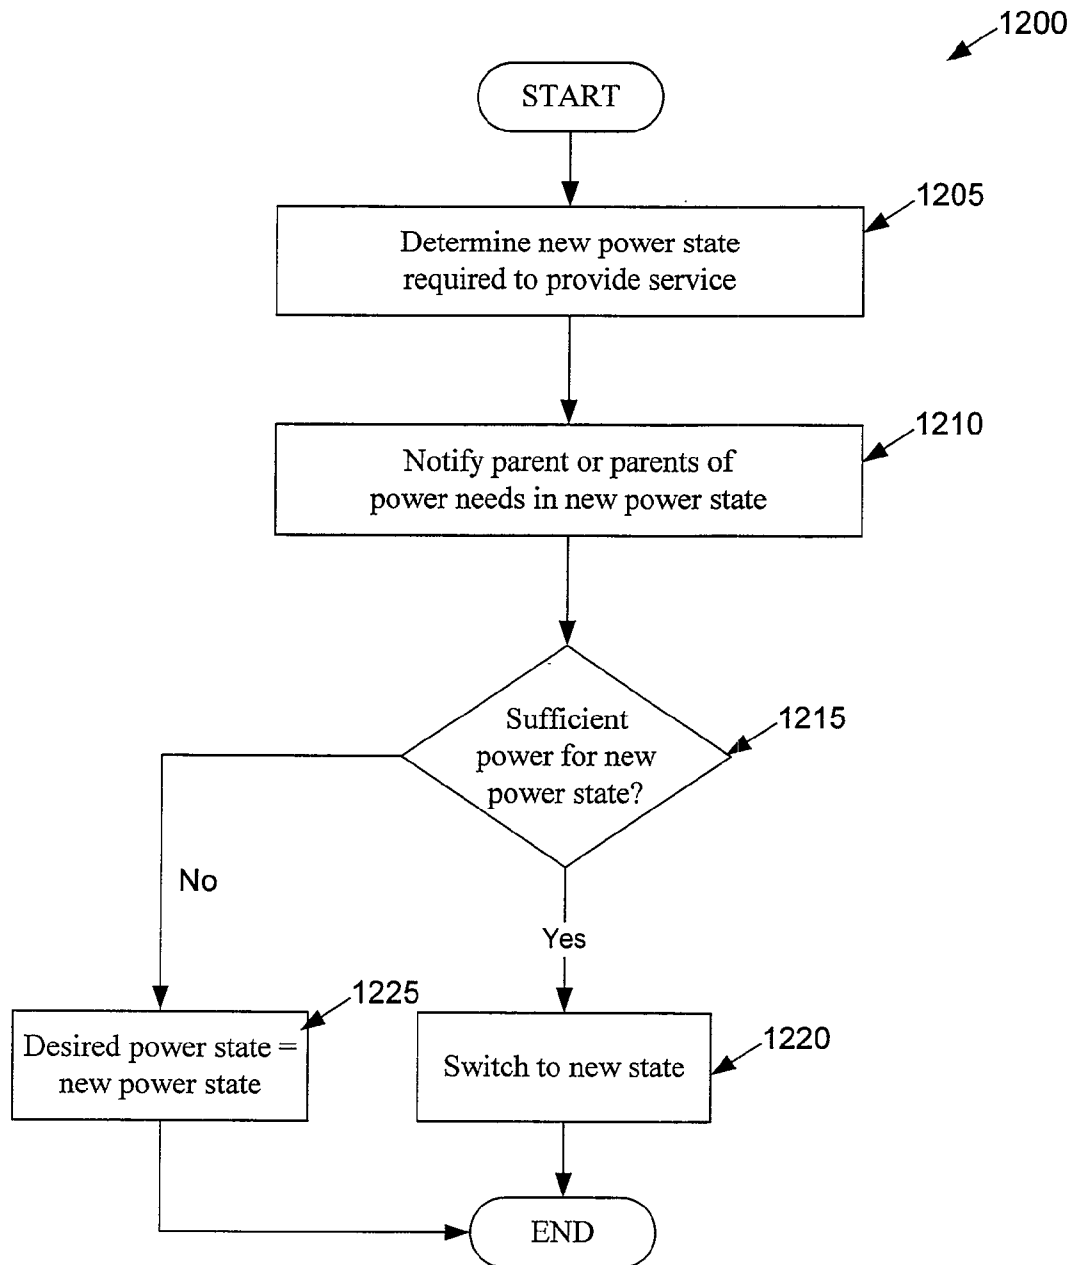 1200
START
1205
Determine new power state
required to provide service
1210
Notify parent or parents of
power needs in new power state
1215
Sufficient
power for new
power state?
No
Yes
1225
Desired power state =
new power state
1220
Switch to new state
END